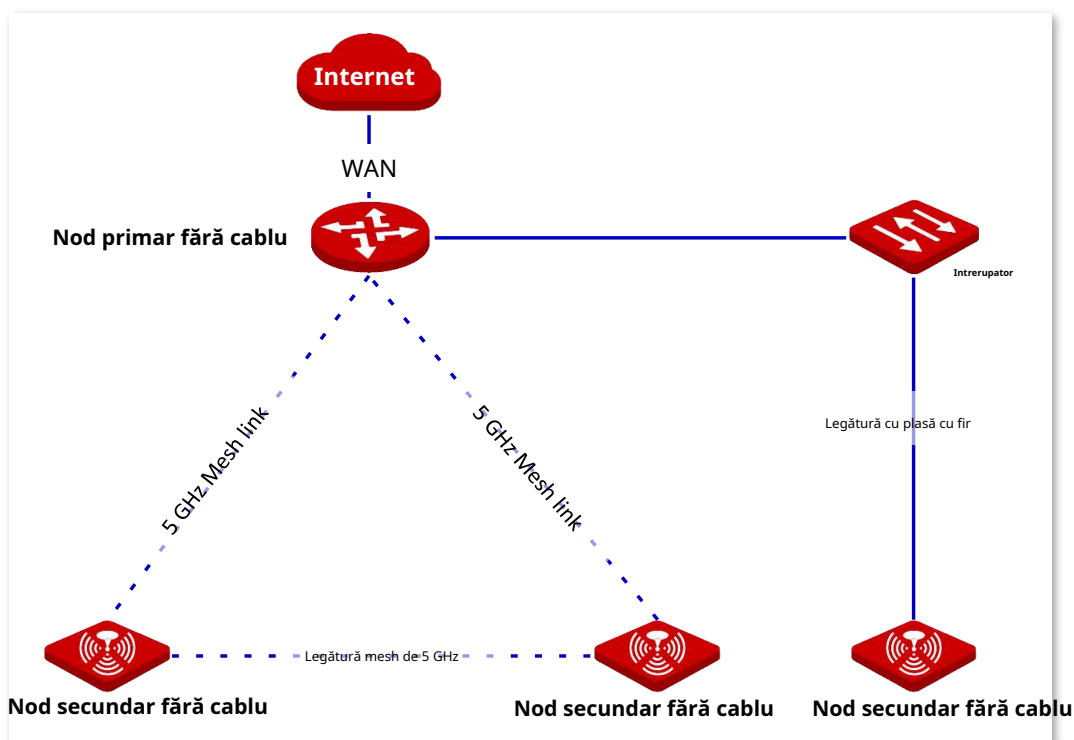 Internet
WAN
Nod primar fără cablu
Intrerupator
5 GHz Mesh link
5 GHz Mesh link
Legătură cu plasă cu fir
Legătură mesh de 5 GHz
Nod secundar fără cablu
Nod secundar fără cablu
Nod secundar fără cablu